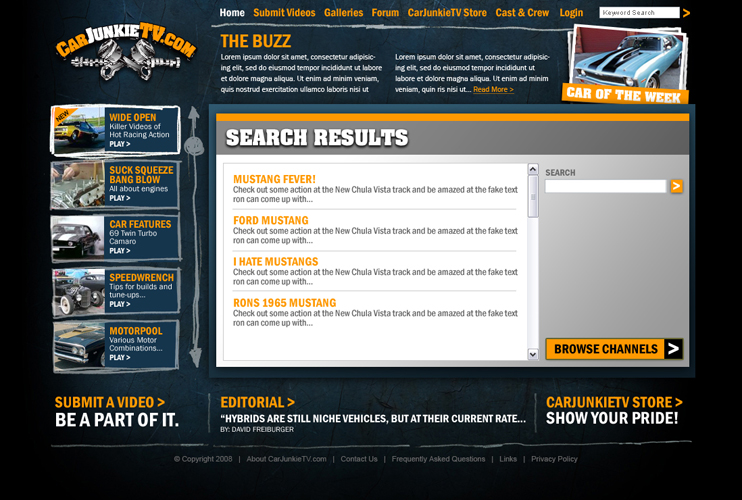 CARJUNKIETV.COM
Home Submit Videos Galleries Forum CarJunkieTV Store Cast & Crew Login Keyword Search >
THE BUZZ
Lorem ipsum dolor sit amet, consectetur adipisic-
ing elit, sed do eiusmod tempor incididunt ut labore
et dolore magna aliqua. Ut enim ad minim veniam,
quis nostrud exercitation ullamco laboris nisi ut
Lorem ipsum dolor sit amet, consectetur adipisic-
ing elit, sed do eiusmod tempor incididunt ut
labore et dolore magna aliqua. Ut enim ad minim
veniam, quin ris nisi ut... Read More >
CAR OF THE WEEK
NEW
WIDE OPEN
Killer Videos of
Hot Racing Action
PLAY >
SUCK SQUEEZE
BANG BLOW
All about engines
PLAY >
CAR FEATURES
69 Twin Turbo
Camaro
PLAY >
SPEEDWRENCH
Tips for builds and
tune-ups...
PLAY >
MOTORPOOL
Various Motor
Combinations...
PLAY >
SEARCH RESULTS
MUSTANG FEVER!
Check out some action at the New Chula Vista track and be amazed at the fake text
ron can come up with...
FORD MUSTANG
Check out some action at the New Chula Vista track and be amazed at the fake text
ron can come up with...
I HATE MUSTANGS
Check out some action at the New Chula Vista track and be amazed at the fake text
ron can come up with...
RONS 1965 MUSTANG
Check out some action at the New Chula Vista track and be amazed at the fake text
ron can come up with...
SEARCH
>
BROWSE CHANNELS >
SUBMIT A VIDEO >
BE A PART OF IT.
EDITORIAL >
“HYBRIDS ARE STILL NICHE VEHICLES, BUT AT THEIR CURRENT RATE...
BY: DAVID FREIBURGER
CARJUNKIETV STORE >
SHOW YOUR PRIDE!
© Copyright 2008 | About CarJunkieTV.com | Contact Us | Frequently Asked Questions | Links | Privacy Policy